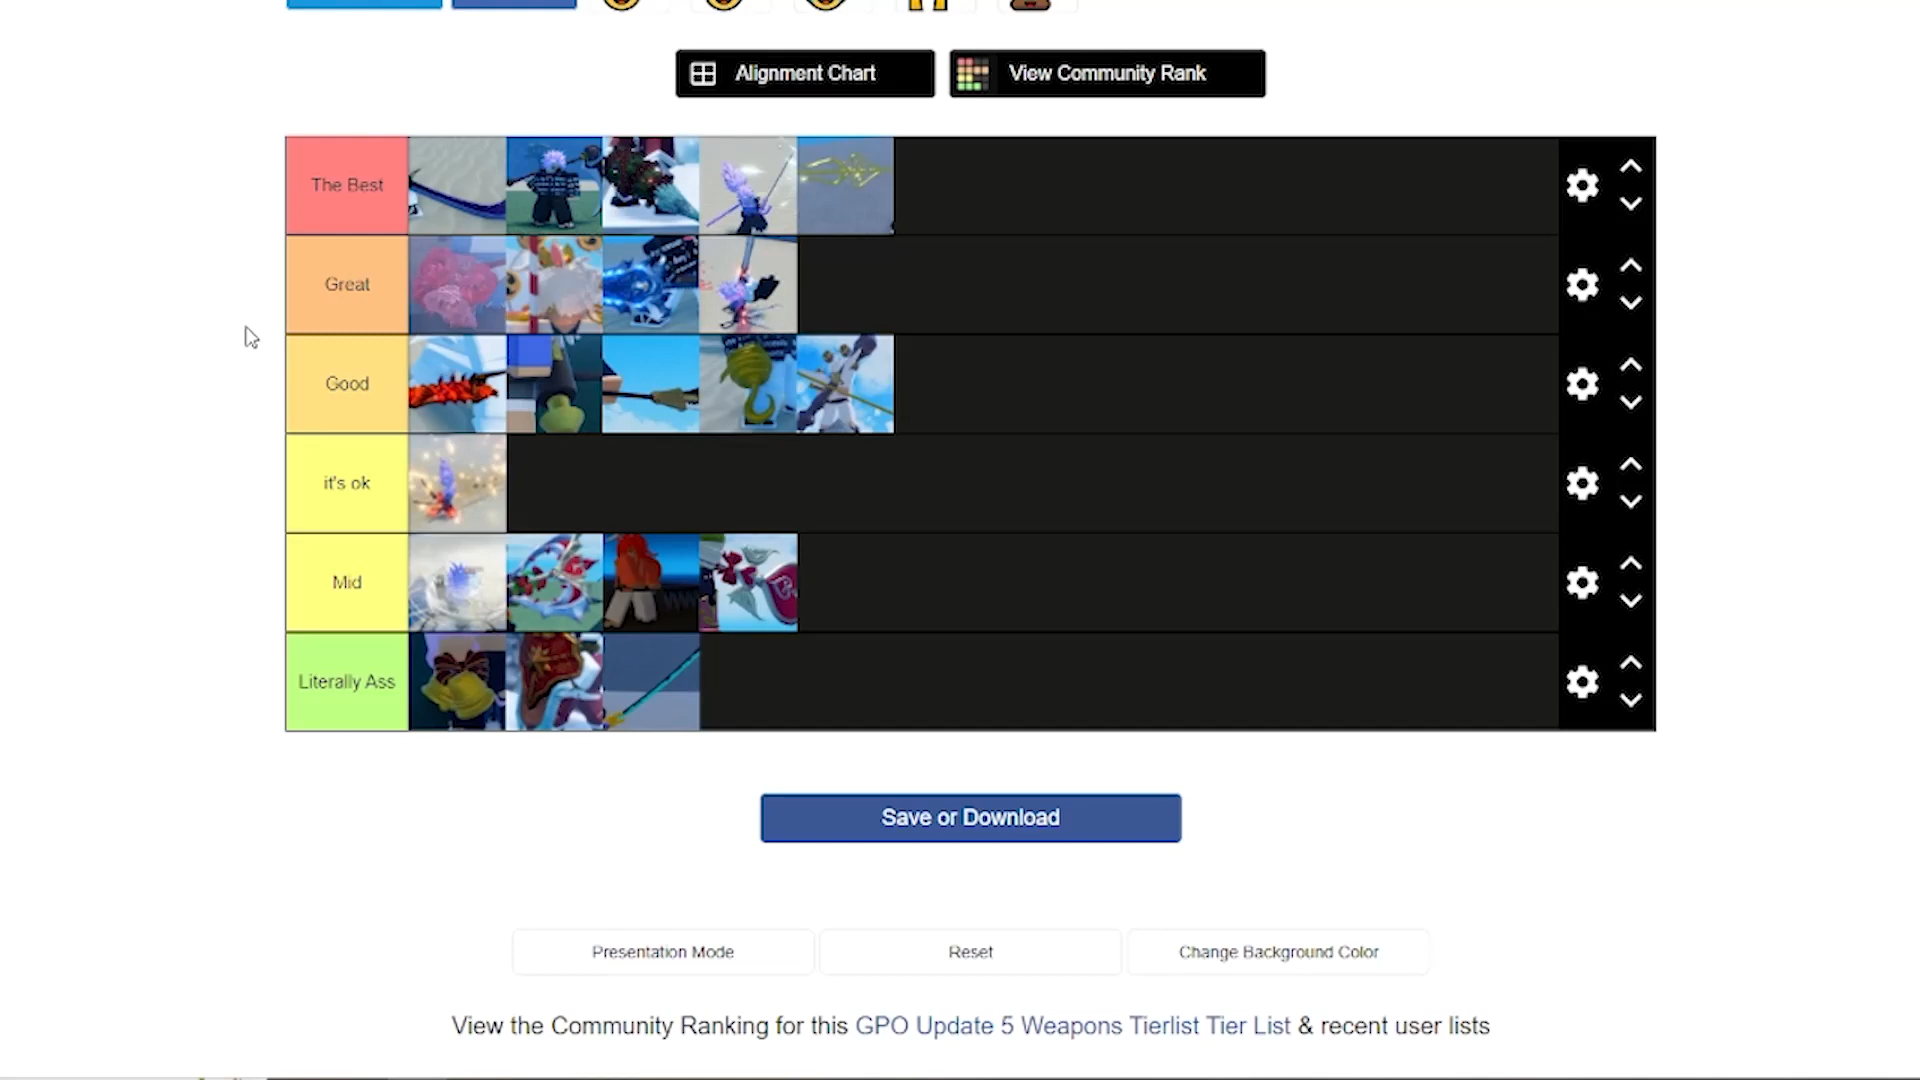 Alignment Chart
View Community Rank
The Best
Great
Good
it's ok
Mid
Literally Ass
Save or Download
Presentation Mode
Reset
Change Background Color
View the Community Ranking for this GPO Update 5 Weapons Tierlist Tier List & recent user lists